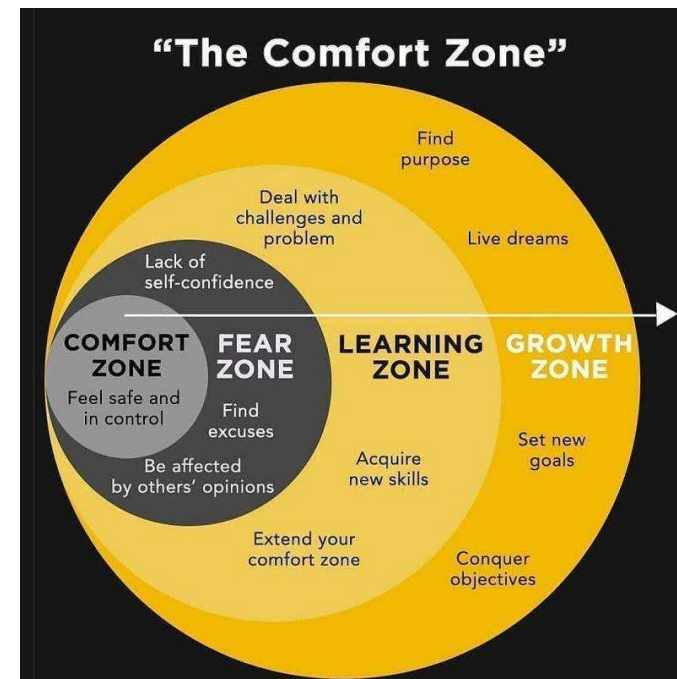 “The Comfort Zone”
Find
purpose
Deal with
challenges and
problem
Live dreams
Lack of
self-confidence
COMFORT
ZONE
Feel safe and
in control
FEAR
ZONE
Find
excuses
Be affected
by others’ opinions
LEARNING
ZONE
Acquire
new skills
Extend your
comfort zone
GROWTH
ZONE
Set new
goals
Conquer
objectives